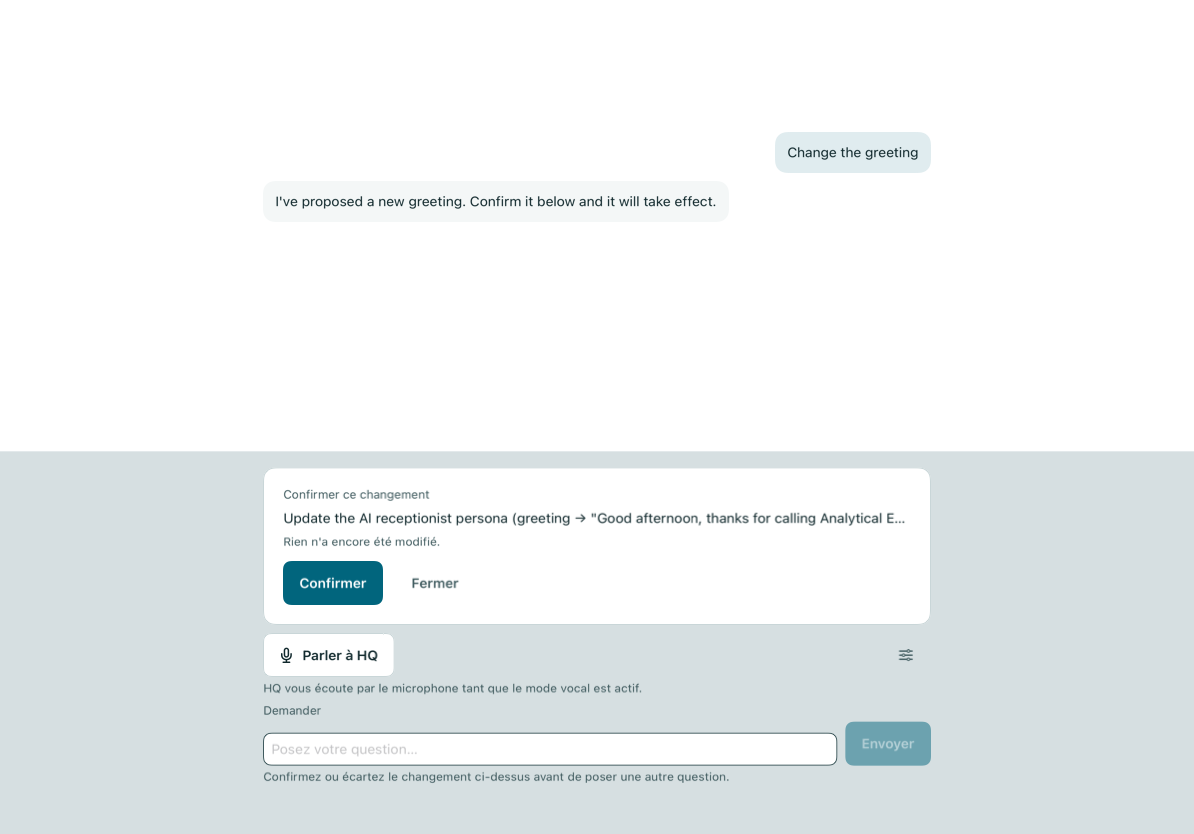 Change the greeting
I've proposed a new greeting. Confirm it below and it will take effect.
Confirmer ce changement
Update the AI receptionist persona (greeting → "Good afternoon, thanks for calling Analytical E...
Rien n'a encore été modifié.
Confirmer
Fermer
Parler à HQ
HQ vous écoute par le microphone tant que le mode vocal est actif.
Demander
Posez votre question...
Envoyer
Confirmez ou écartez le changement ci-dessus avant de poser une autre question.